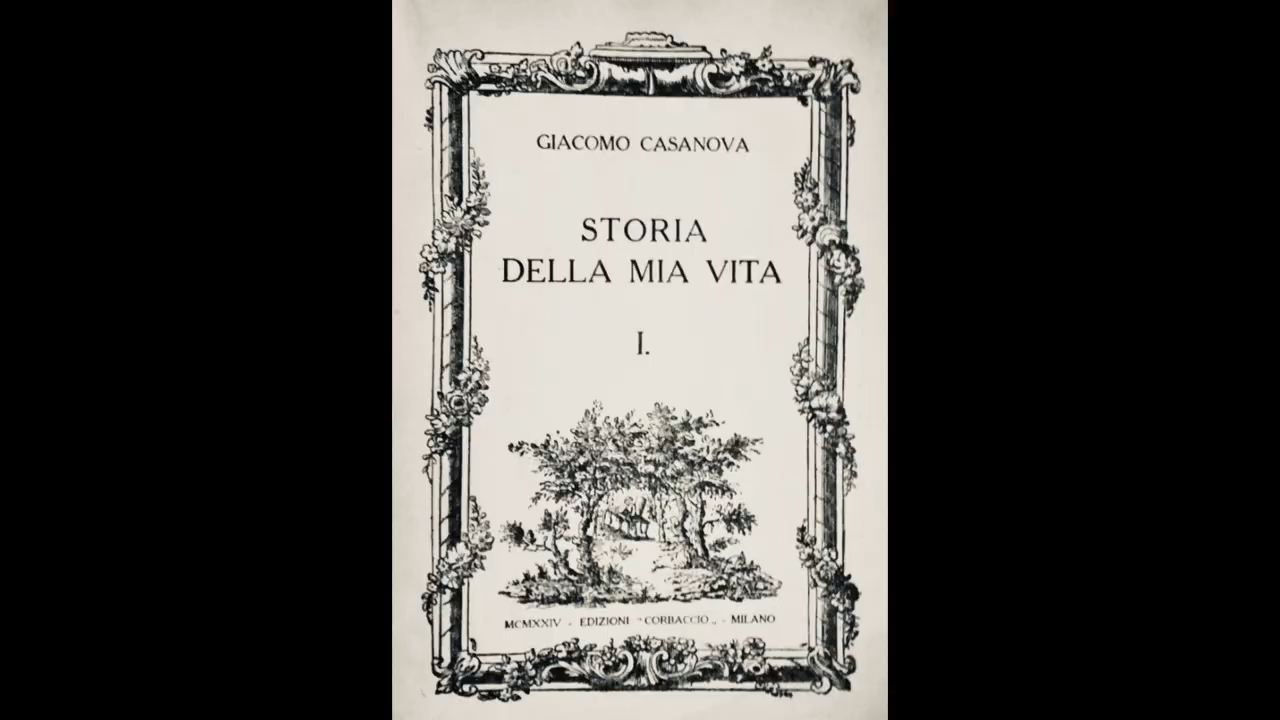 GIACOMO CASANOVA
STORIA
DELLA MIA VITA
I.
MCMXXIV - EDIZIONI "CORBACCIO„ - MILANO